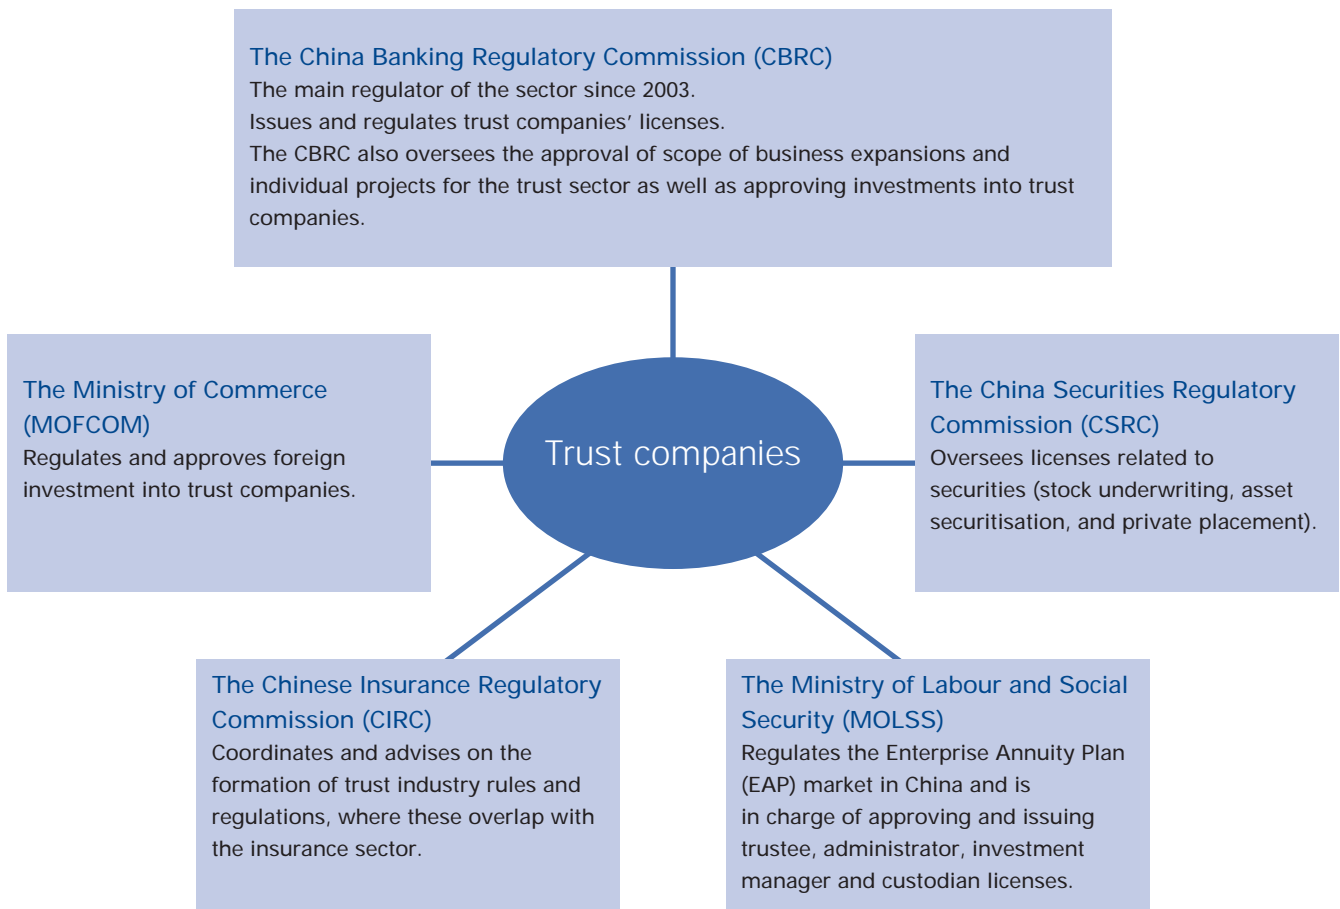 The China Banking Regulatory Commission (CBRC)
The main regulator of the sector since 2003.
Issues and regulates trust companies’ licenses.
The CBRC also oversees the approval of scope of business expansions and
individual projects for the trust sector as well as approving investments into trust
companies.
The Ministry of Commerce
(MOFCOM)
Regulates and approves foreign
investment into trust companies.
Trust companies
The China Securities Regulatory
Commission (CSRC)
Oversees licenses related to
securities (stock underwriting, asset
securitisation, and private placement).
The Chinese Insurance Regulatory
Commission (CIRC)
Coordinates and advises on the
formation of trust industry rules and
regulations, where these overlap with
the insurance sector.
The Ministry of Labour and Social
Security (MOLSS)
Regulates the Enterprise Annuity Plan
(EAP) market in China and is
in charge of approving and issuing
trustee, administrator, investment
manager and custodian licenses.